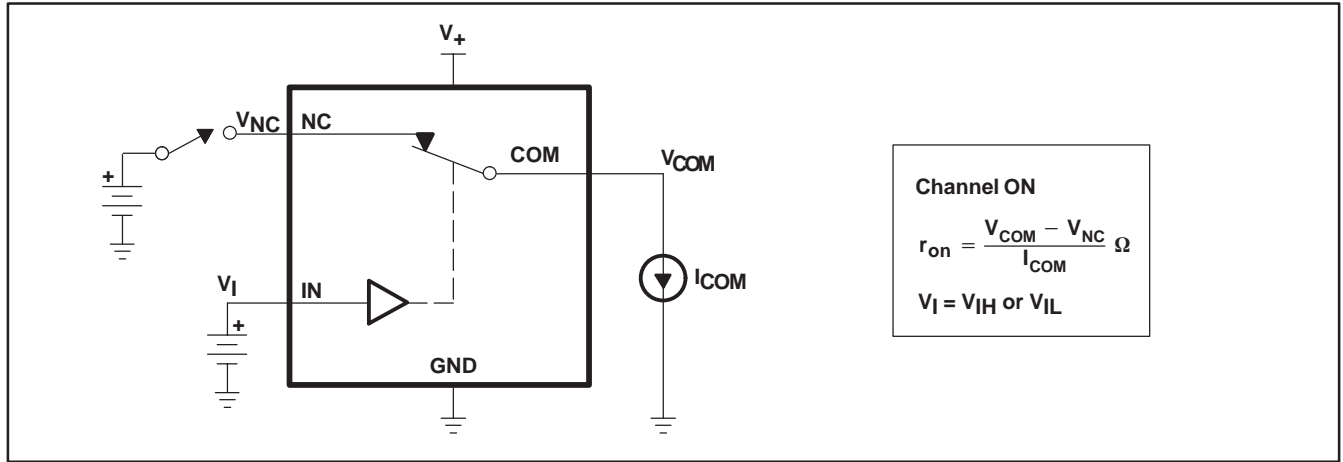 V+
VNC NC
COM
VCOM
+
VI
IN
+
ICOM
GND
Channel ON
ron = VCOM − VNC / ICOM Ω
VI = VIH or VIL